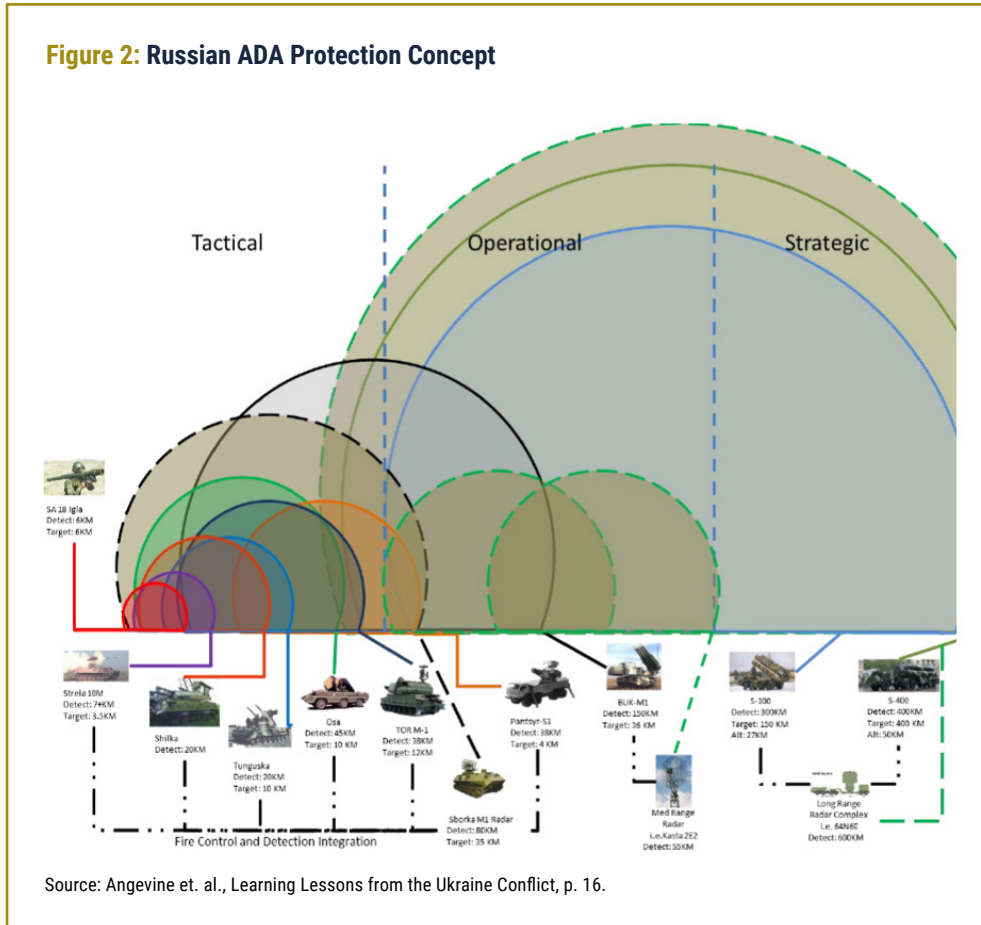 Figure 2: Russian ADA Protection Concept
Tactical
Operational
Strategic
SA 18 Igla
Detect: 6KM
Target: 6KM
Strela 10M
Detect: 7+KM
Target: 3.5KM
Shilka
Detect: 20KM
Tunguska
Detect: 20KM
Target: 10 KM
Osa
Detect: 45KM
Target: 10 KM
TOR M-1
Detect: 38KM
Target: 12KM
Sborka M1 Radar
Detect: 80KM
Target: 35 KM
Pantsyr-S1
Detect: 38KM
Target: 4 KM
BUK-M1
Detect: 150KM
Target: 36 KM
Med Range
Radar
i.e.Kasta 2E2
Detect: 55KM
S-300
Detect: 300KM
Target: 150 KM
Alt: 27KM
S-400
Detect: 400KM
Target: 400 KM
Alt: 50KM
Long Range
Radar Complex
i.e. 64N6E
Detect: 600KM
Fire Control and Detection Integration
Source: Angevine et. al., Learning Lessons from the Ukraine Conflict, p. 16.